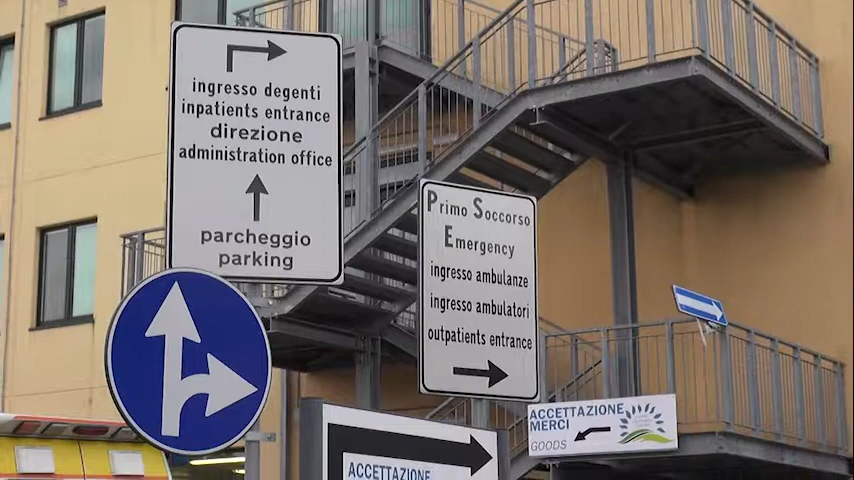 ingresso degenti
inpatients entrance
direzione
administration office
parcheggio
parking
Primo Soccorso
Emergency
ingresso ambulanze
ingresso ambulatori
outpatients entrance
ACCETTAZIONE
MERCI
GOODS
ACCETTAZIONE